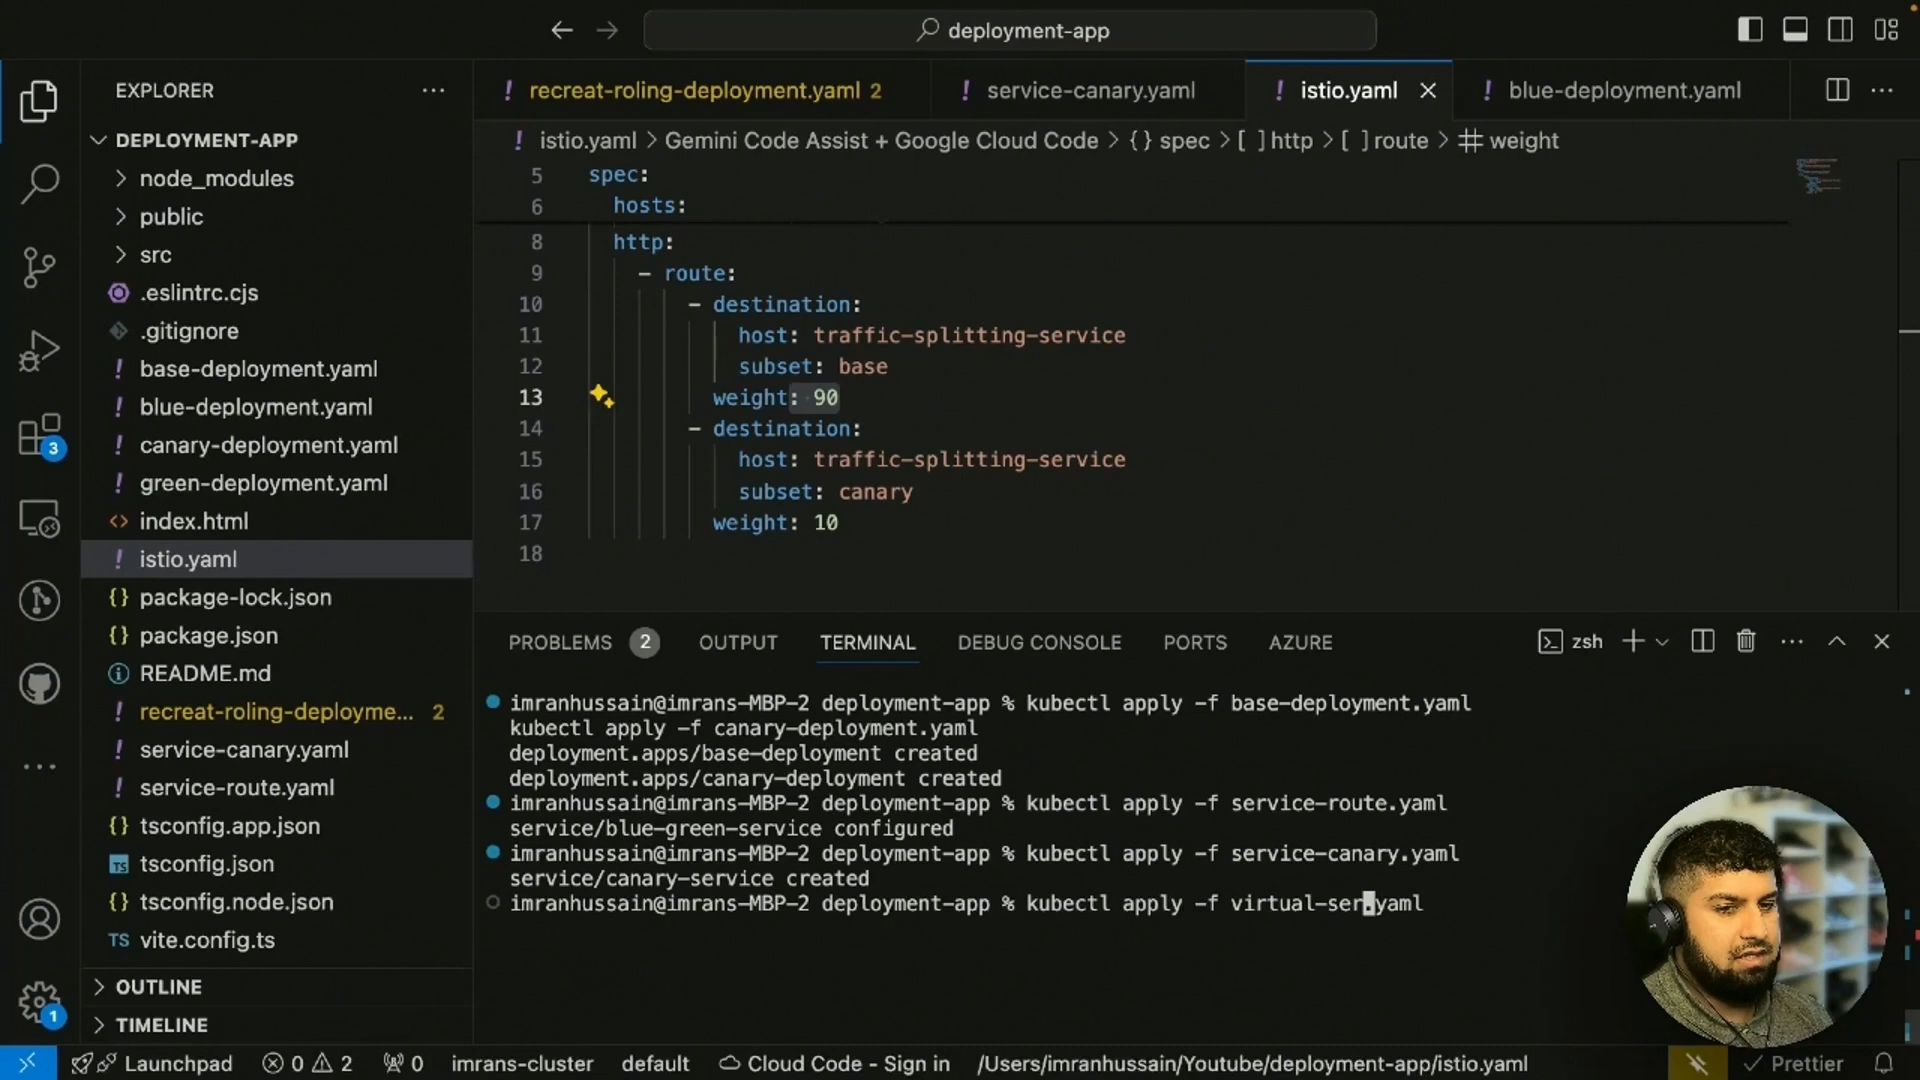 deployment-app
EXPLORER
DEPLOYMENT-APP
node_modules
public
src
.eslintrc.cjs
.gitignore
! base-deployment.yaml
! blue-deployment.yaml
! canary-deployment.yaml
! green-deployment.yaml
<> index.html
! istio.yaml
{} package-lock.json
{} package.json
README.md
! recreat-roling-deployme... 2
! service-canary.yaml
! service-route.yaml
{} tsconfig.app.json
TS tsconfig.json
{} tsconfig.node.json
TS vite.config.ts
OUTLINE
TIMELINE
3
1
! recreat-roling-deployment.yaml 2
! service-canary.yaml
! istio.yaml
! blue-deployment.yaml
! istio.yaml > Gemini Code Assist + Google Cloud Code > {} spec > [ ] http > [ ] route > # weight
5 spec:
6 hosts:
8 http:
9 - route:
10 - destination:
11 host: traffic-splitting-service
12 subset: base
13 weight: 90
14 - destination:
15 host: traffic-splitting-service
16 subset: canary
17 weight: 10
18
PROBLEMS 2 OUTPUT TERMINAL DEBUG CONSOLE PORTS AZURE
zsh
imranhussain@imrans-MBP-2 deployment-app % kubectl apply -f base-deployment.yaml
kubectl apply -f canary-deployment.yaml
deployment.apps/base-deployment created
deployment.apps/canary-deployment created
imranhussain@imrans-MBP-2 deployment-app % kubectl apply -f service-route.yaml
service/blue-green-service configured
imranhussain@imrans-MBP-2 deployment-app % kubectl apply -f service-canary.yaml
service/canary-service created
imranhussain@imrans-MBP-2 deployment-app % kubectl apply -f virtual-ser.yaml
Launchpad 0 2 0 imrans-cluster default Cloud Code - Sign in /Users/imranhussain/Youtube/deployment-app/istio.yaml Prettier